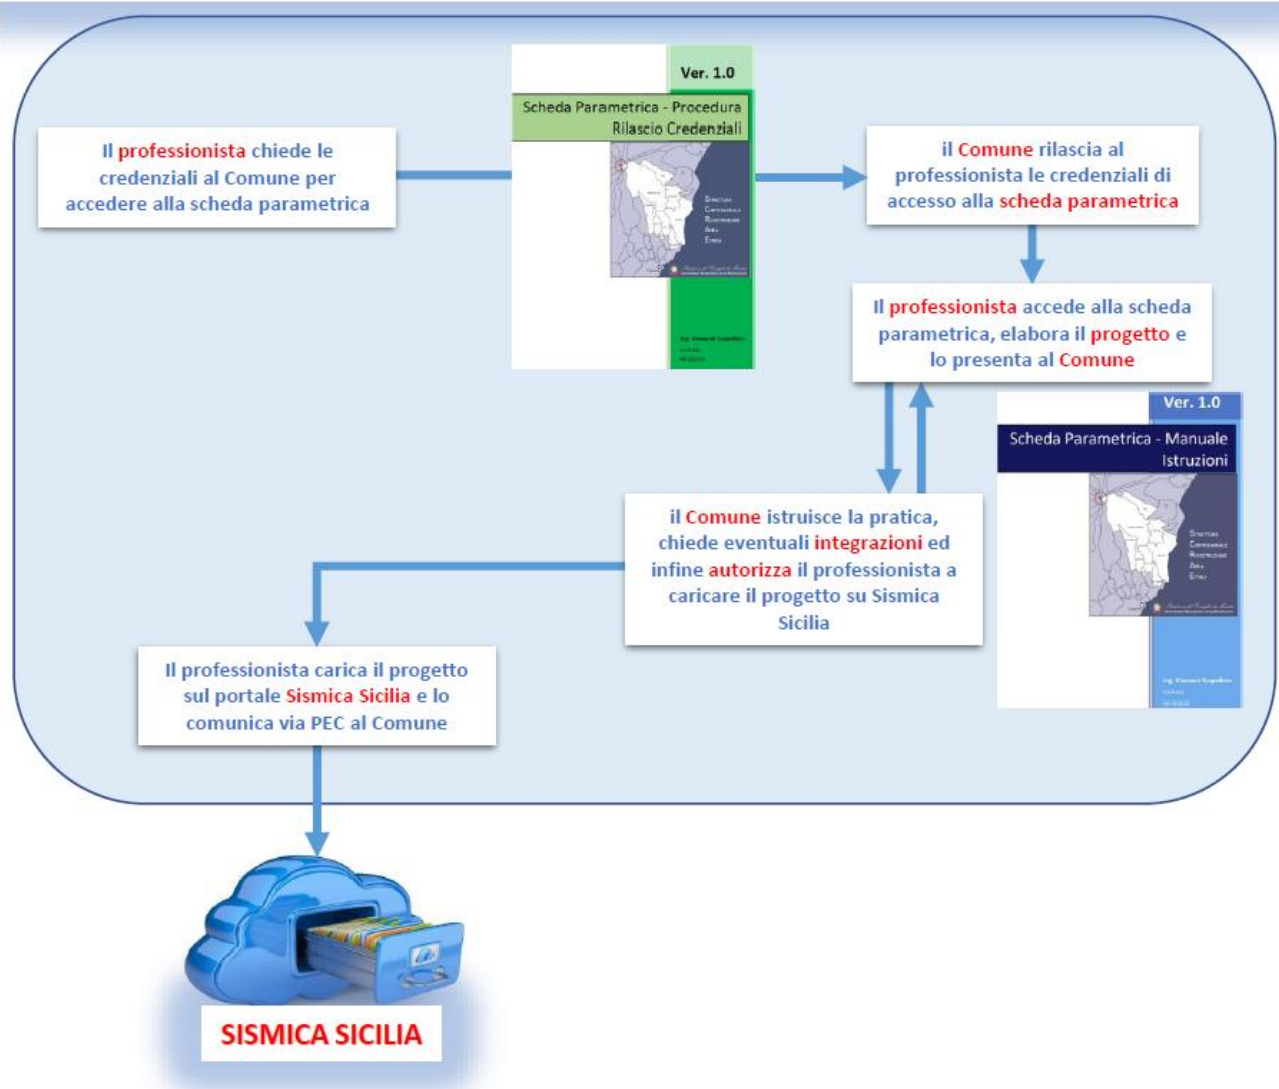 Ver. 1.0
Scheda Parametrica - Procedura
Rilascio Credenziali
Il professionista chiede le
credenziali al Comune per
accedere alla scheda parametrica
il Comune rilascia al
professionista le credenziali di
accesso alla scheda parametrica
Il professionista accede alla scheda
parametrica, elabora il progetto e
lo presenta al Comune
Ver. 1.0
Scheda Parametrica - Manuale
Istruzioni
il Comune istruisce la pratica,
chiede eventuali integrazioni ed
infine autorizza il professionista a
caricare il progetto su Sismica
Sicilia
Il professionista carica il progetto
sul portale Sismica Sicilia e lo
comunica via PEC al Comune
SISMICA SICILIA